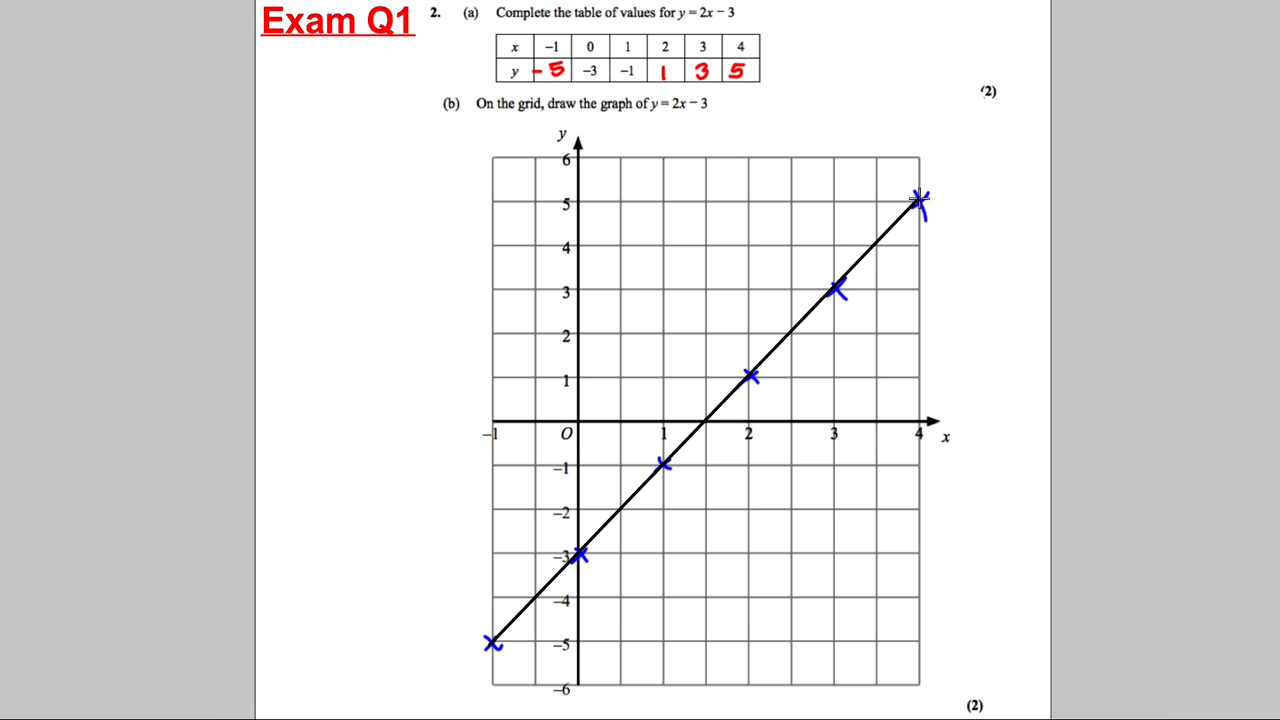 Exam Q1
2. (a) Complete the table of values for y = 2x − 3
x −1 0 1 2 3 4
y -5 −3 −1 1 3 5
(2)
(b) On the grid, draw the graph of y = 2x − 3
y
6
5
4
3
2
1
−1 O 1 2 3 4 x
−1
−2
−3
−4
−5
−6
(2)